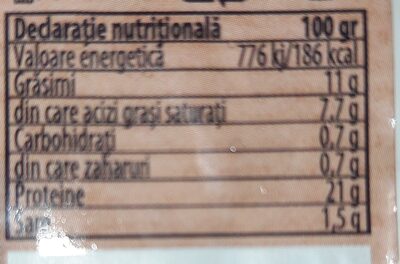 Declarație nutrițională 100 gr
Valoare energetică 776 kj/186 kcal
Grăsimi 11 g
din care acizi grași saturați 7,7 g
Carbohidrați 0,7 g
din care zaharuri 0,7 g
Proteine 21 g
Sare 1,5 g